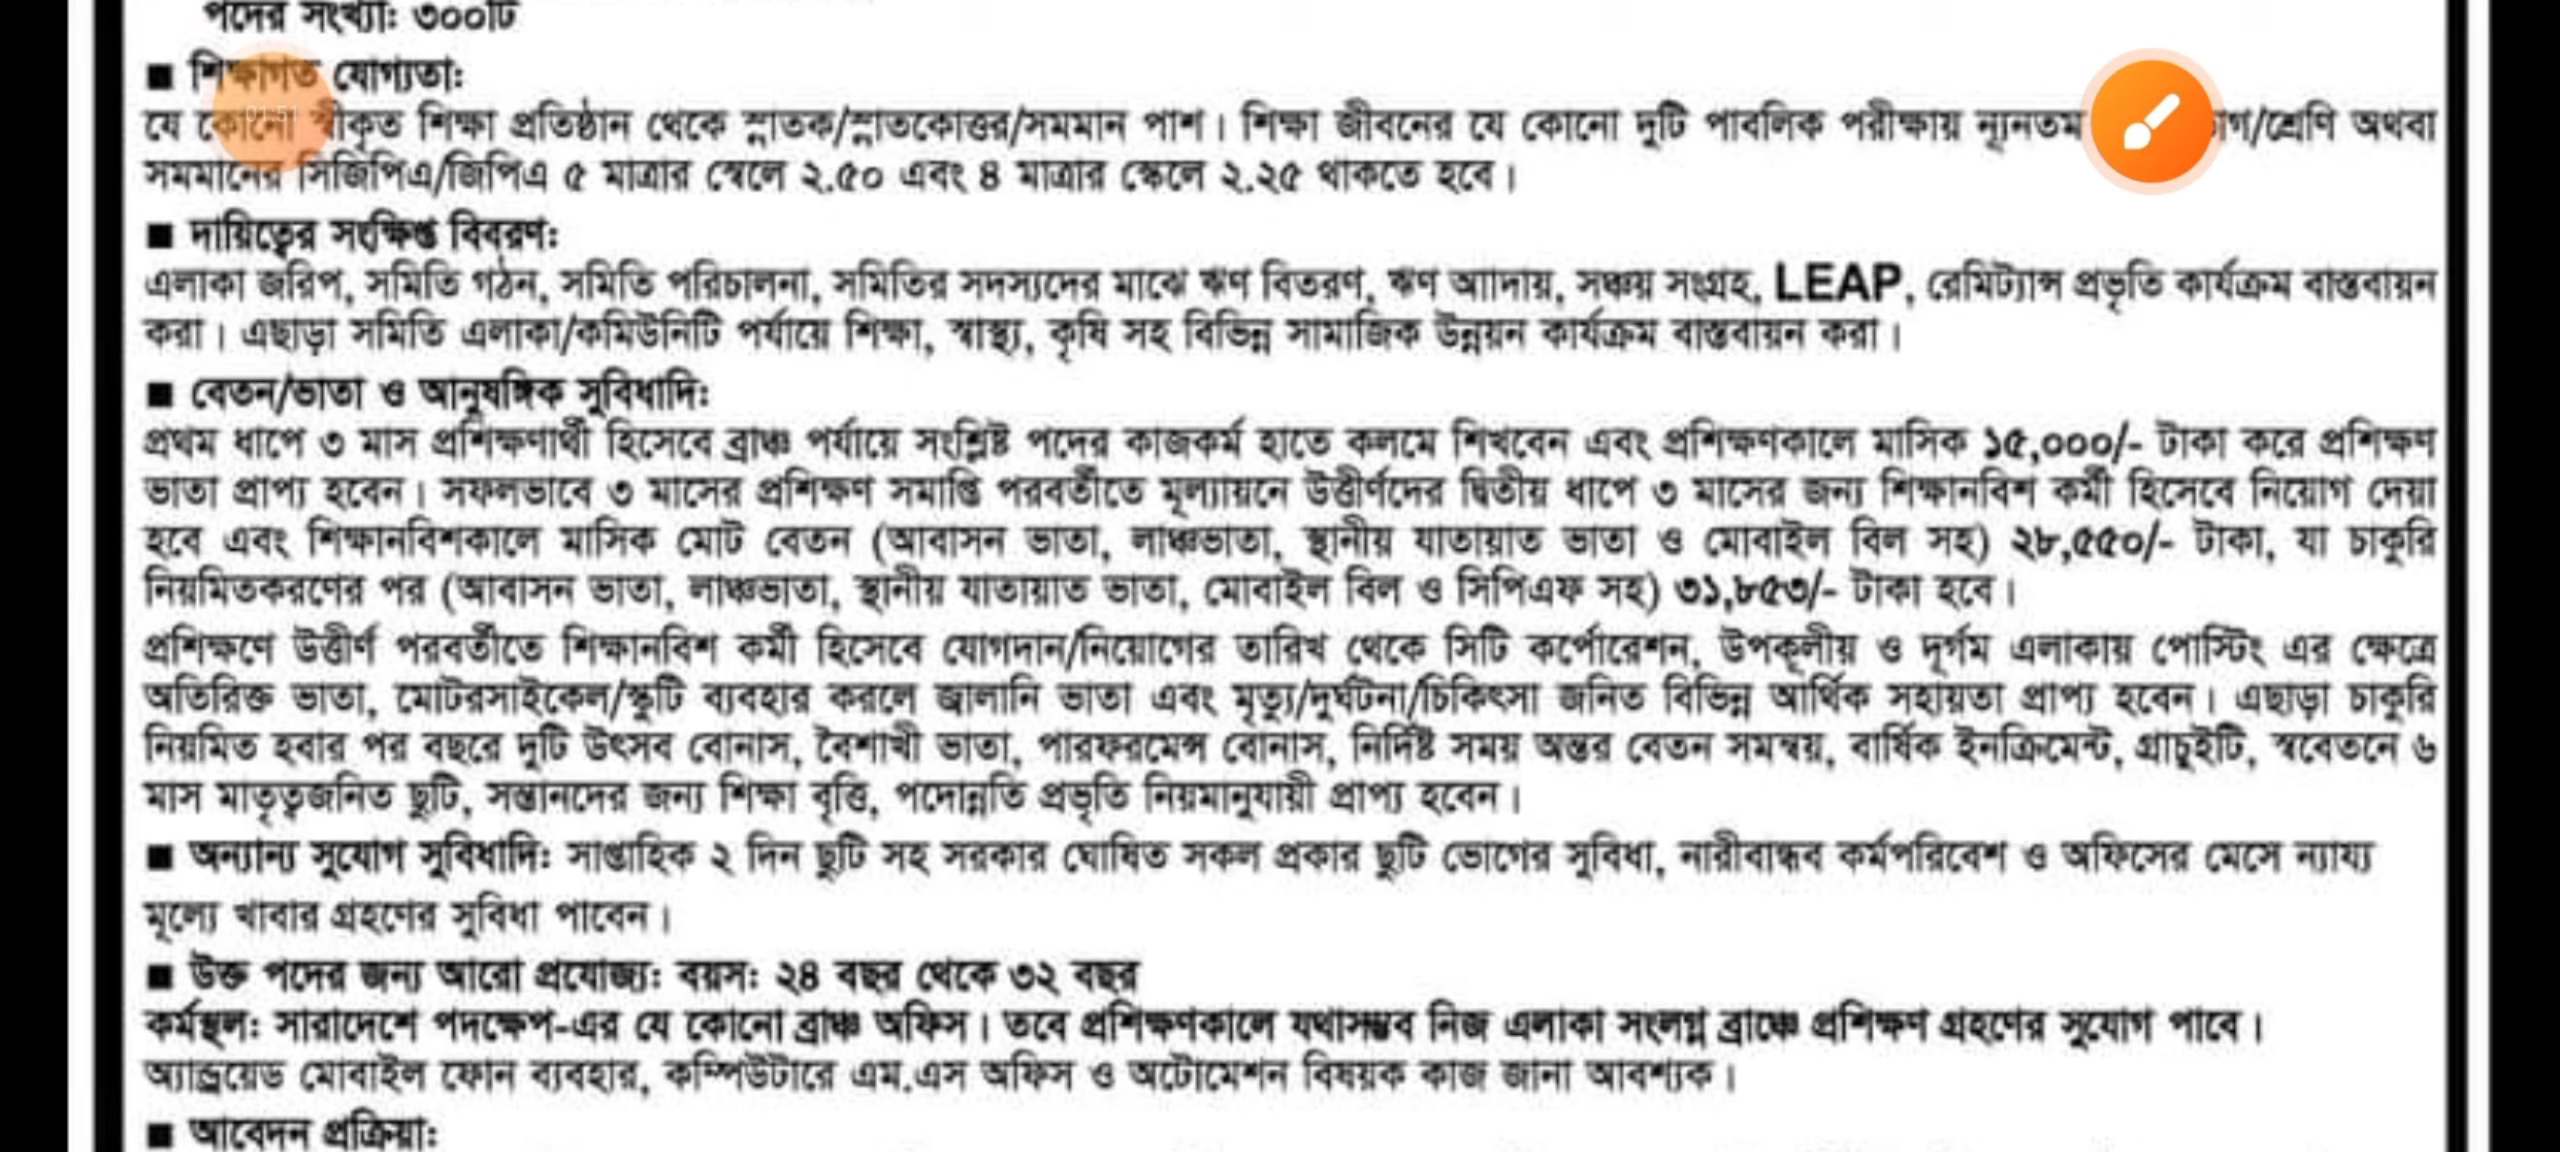 পদের সংখ্যা: ৩০০টি
■ শিক্ষাগত যোগ্যতা:
যে কোনো স্বীকৃত শিক্ষা প্রতিষ্ঠান থেকে স্নাতক/স্নাতকোত্তর/সমমান পাশ। শিক্ষা জীবনের যে কোনো দুটি পাবলিক পরীক্ষায় ন্যূনতম /শ্রেণি অথবা
সমমানের সিজিপিএ/জিপিএ ৫ মাত্রার স্বেলে ২.৫০ এবং ৪ মাত্রার স্কেলে ২.২৫ থাকতে হবে।
■ দায়িত্বের সংক্ষিপ্ত বিবরণ:
এলাকা জরিপ, সমিতি গঠন, সমিতি পরিচালনা, সমিতির সদস্যদের মাঝে ঋণ বিতরণ, ঋণ আাদায়, সঞ্চয় সংগ্রহ, LEAP, রেমিট্যান্স প্রভৃতি কার্যক্রম বাস্তবায়ন
করা। এছাড়া সমিতি এলাকা/কমিউনিটি পর্যায়ে শিক্ষা, স্বাস্থ্য, কৃষি সহ বিভিন্ন সামাজিক উন্নয়ন কার্যক্রম বাস্তবায়ন করা।
■ বেতন/ভাতা ও আনুষঙ্গিক সুবিধাদি:
প্রথম ধাপে ৩ মাস প্রশিক্ষণার্থী হিসেবে ব্রাঞ্চ পর্যায়ে সংশ্লিষ্ট পদের কাজকর্ম হাতে কলমে শিখবেন এবং প্রশিক্ষণকালে মাসিক ১৫,০০০/- টাকা করে প্রশিক্ষণ
ভাতা প্রাপ্য হবেন। সফলভাবে ৩ মাসের প্রশিক্ষণ সমাপ্তি পরবর্তীতে মূল্যায়নে উত্তীর্ণদের দ্বিতীয় ধাপে ৩ মাসের জন্য শিক্ষানবিশ কর্মী হিসেবে নিয়োগ দেয়া
হবে এবং শিক্ষানবিশকালে মাসিক মোট বেতন (আবাসন ভাতা, লাঞ্চভাতা, স্থানীয় যাতায়াত ভাতা ও মোবাইল বিল সহ) ২৮,৫৫০/- টাকা, যা চাকুরি
নিয়মিতকরণের পর (আবাসন ভাতা, লাঞ্চভাতা, স্থানীয় যাতায়াত ভাতা, মোবাইল বিল ও সিপিএফ সহ) ৩১,৮৫৩/- টাকা হবে।
প্রশিক্ষণে উত্তীর্ণ পরবর্তীতে শিক্ষানবিশ কর্মী হিসেবে যোগদান/নিয়োগের তারিখ থেকে সিটি কর্পোরেশন, উপকূলীয় ও দূর্গম এলাকায় পোস্টিং এর ক্ষেত্রে
অতিরিক্ত ভাতা, মোটরসাইকেল/স্কুটি ব্যবহার করলে জ্বালানি ভাতা এবং মৃত্যু/দুর্ঘটনা/চিকিৎসা জনিত বিভিন্ন আর্থিক সহায়তা প্রাপ্য হবেন। এছাড়া চাকুরি
নিয়মিত হবার পর বছরে দুটি উৎসব বোনাস, বৈশাখী ভাতা, পারফরমেন্স বোনাস, নির্দিষ্ট সময় অন্তর বেতন সমন্বয়, বার্ষিক ইনক্রিমেন্ট, গ্রাচুইটি, স্ববেতনে ৬
মাস মাতৃত্বজনিত ছুটি, সন্তানদের জন্য শিক্ষা বৃত্তি, পদোন্নতি প্রভৃতি নিয়মানুযায়ী প্রাপ্য হবেন।
■ অন্যান্য সুযোগ সুবিধাদি: সাপ্তাহিক ২ দিন ছুটি সহ সরকার ঘোষিত সকল প্রকার ছুটি ভোগের সুবিধা, নারীবান্ধব কর্মপরিবেশ ও অফিসের মেসে ন্যায্য
মূল্যে খাবার গ্রহণের সুবিধা পাবেন।
■ উক্ত পদের জন্য আরো প্রযোজ্য: বয়স: ২৪ বছর থেকে ৩২ বছর
কর্মস্থল: সারাদেশে পদক্ষেপ-এর যে কোনো ব্রাঞ্চ অফিস। তবে প্রশিক্ষণকালে যথাসম্ভব নিজ এলাকা সংলগ্ন ব্রাঞ্চে প্রশিক্ষণ গ্রহণের সুযোগ পাবে।
অ্যান্ড্রয়েড মোবাইল ফোন ব্যবহার, কম্পিউটারে এম.এস অফিস ও অটোমেশন বিষয়ক কাজ জানা আবশ্যক।
■ আবেদন প্রক্রিয়া: